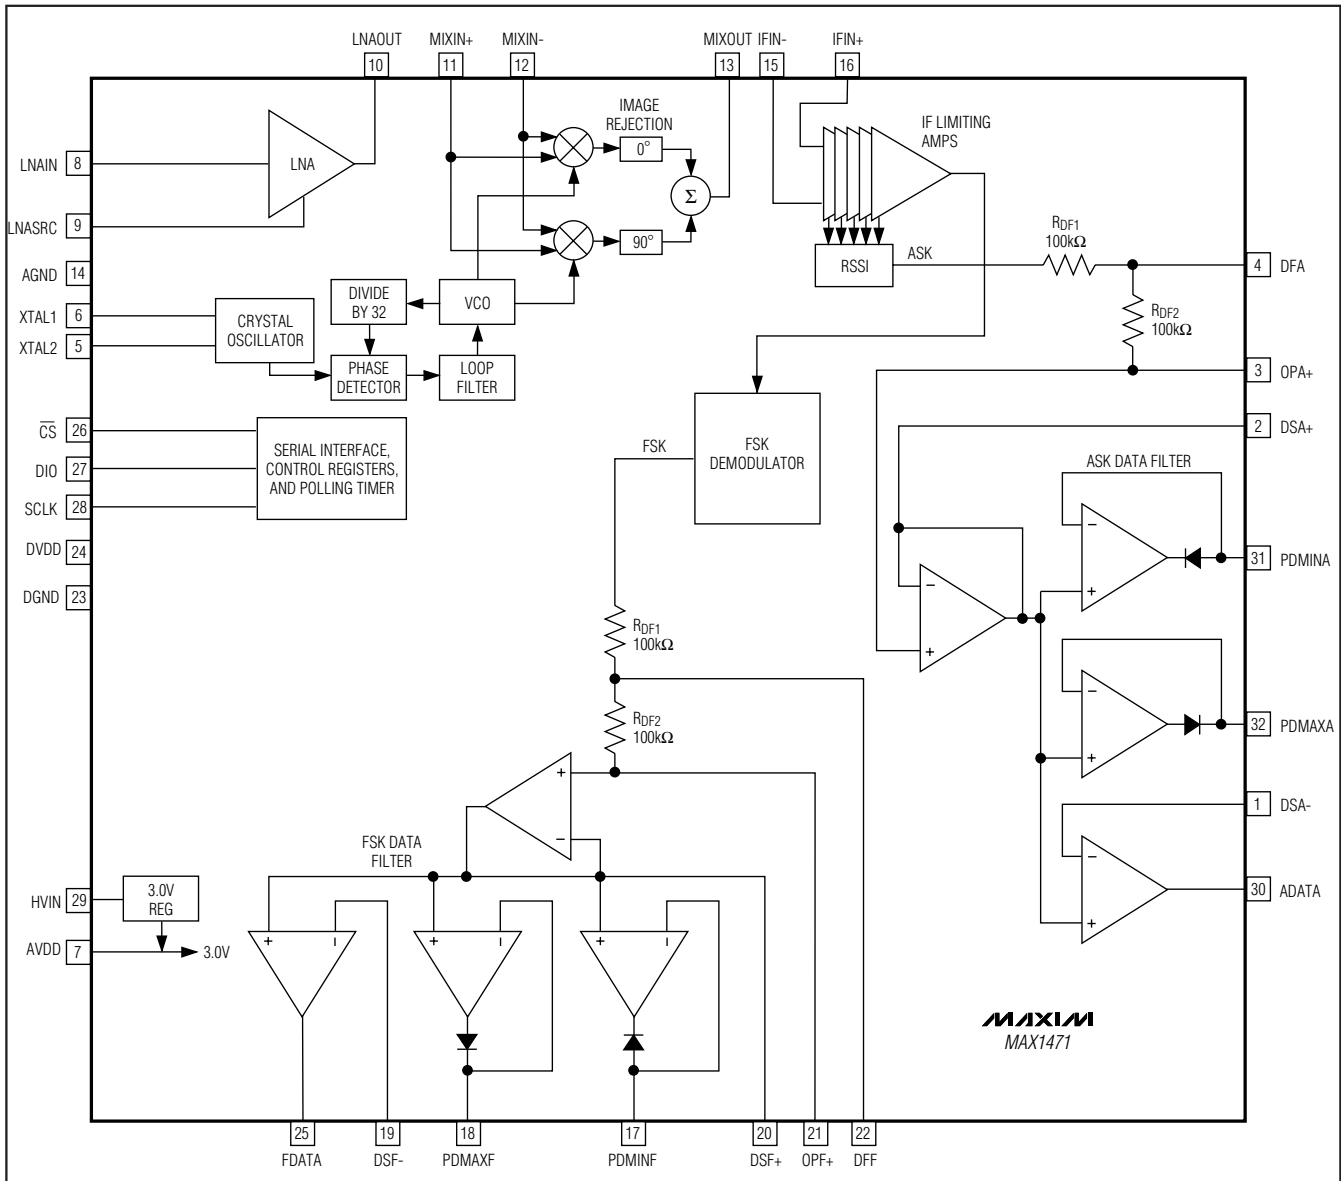 LNAOUT MIXIN+ MIXIN- MIXOUT IFIN- IFIN+
10 11 12 13 15 16
IMAGE
REJECTION
IF LIMITING
AMPS
LNAIN 8
LNA
0°
Σ
LNASRC 9
90°
RSSI
ASK
RDF1
100kΩ
4 DFA
AGND 14
DIVIDE
BY 32
VCO
RDF2
100kΩ
XTAL1 6
XTAL2 5
CRYSTAL
OSCILLATOR
PHASE
DETECTOR
LOOP
FILTER
3 OPA+
2 DSA+
CS 26
DIO 27
SCLK 28
SERIAL INTERFACE,
CONTROL REGISTERS,
AND POLLING TIMER
FSK
FSK
DEMODULATOR
ASK DATA FILTER
−
+
31 PDMINA
DVDD 24
DGND 23
−
+
RDF1
100kΩ
−
+
32 PDMAXA
RDF2
100kΩ
+
−
1 DSA-
−
+
30 ADATA
FSK DATA
FILTER
HVIN 29
3.0V
REG
AVDD 7
3.0V
+ −
+ −
+ −
MAXIM
MAX1471
25 19 18 17 20 21 22
FDATA DSF- PDMAXF PDMINF DSF+ OPF+ DFF